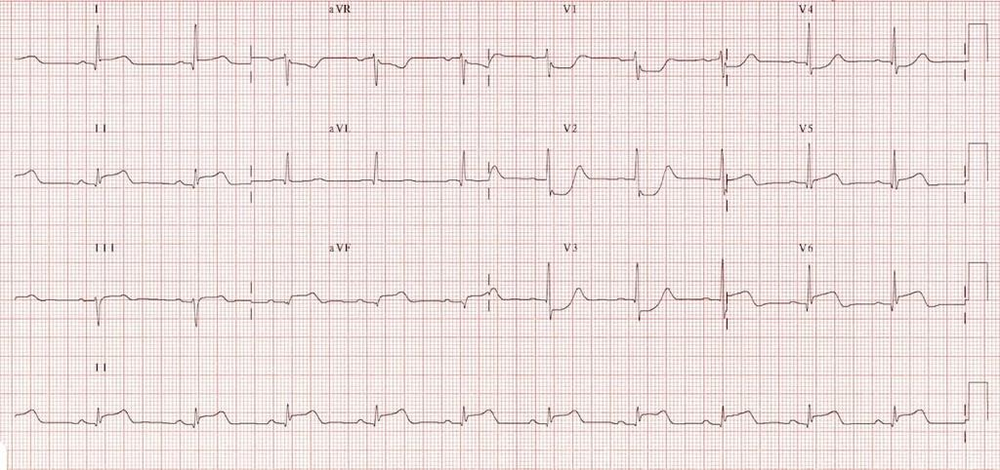 I aVR V1 V4
II aVL V2 V5
III aVF V3 V6
II